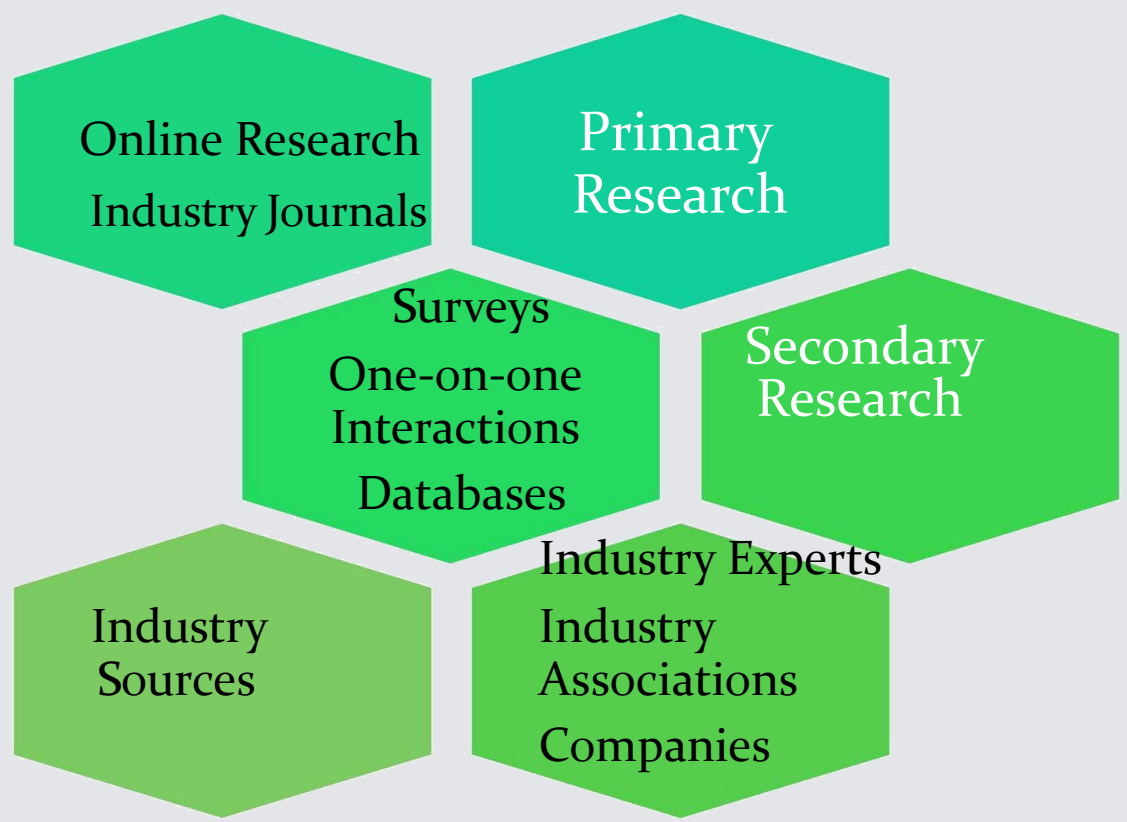 Online Research
Industry Journals
Primary
Research
Surveys
One-on-one
Interactions
Databases
Secondary
Research
Industry
Sources
Industry Experts
Industry
Associations
Companies